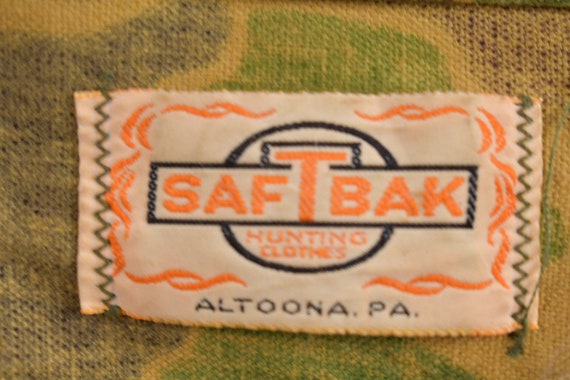 SAFTBAK
HUNTING
CLOTHES
ALTOONA, PA.